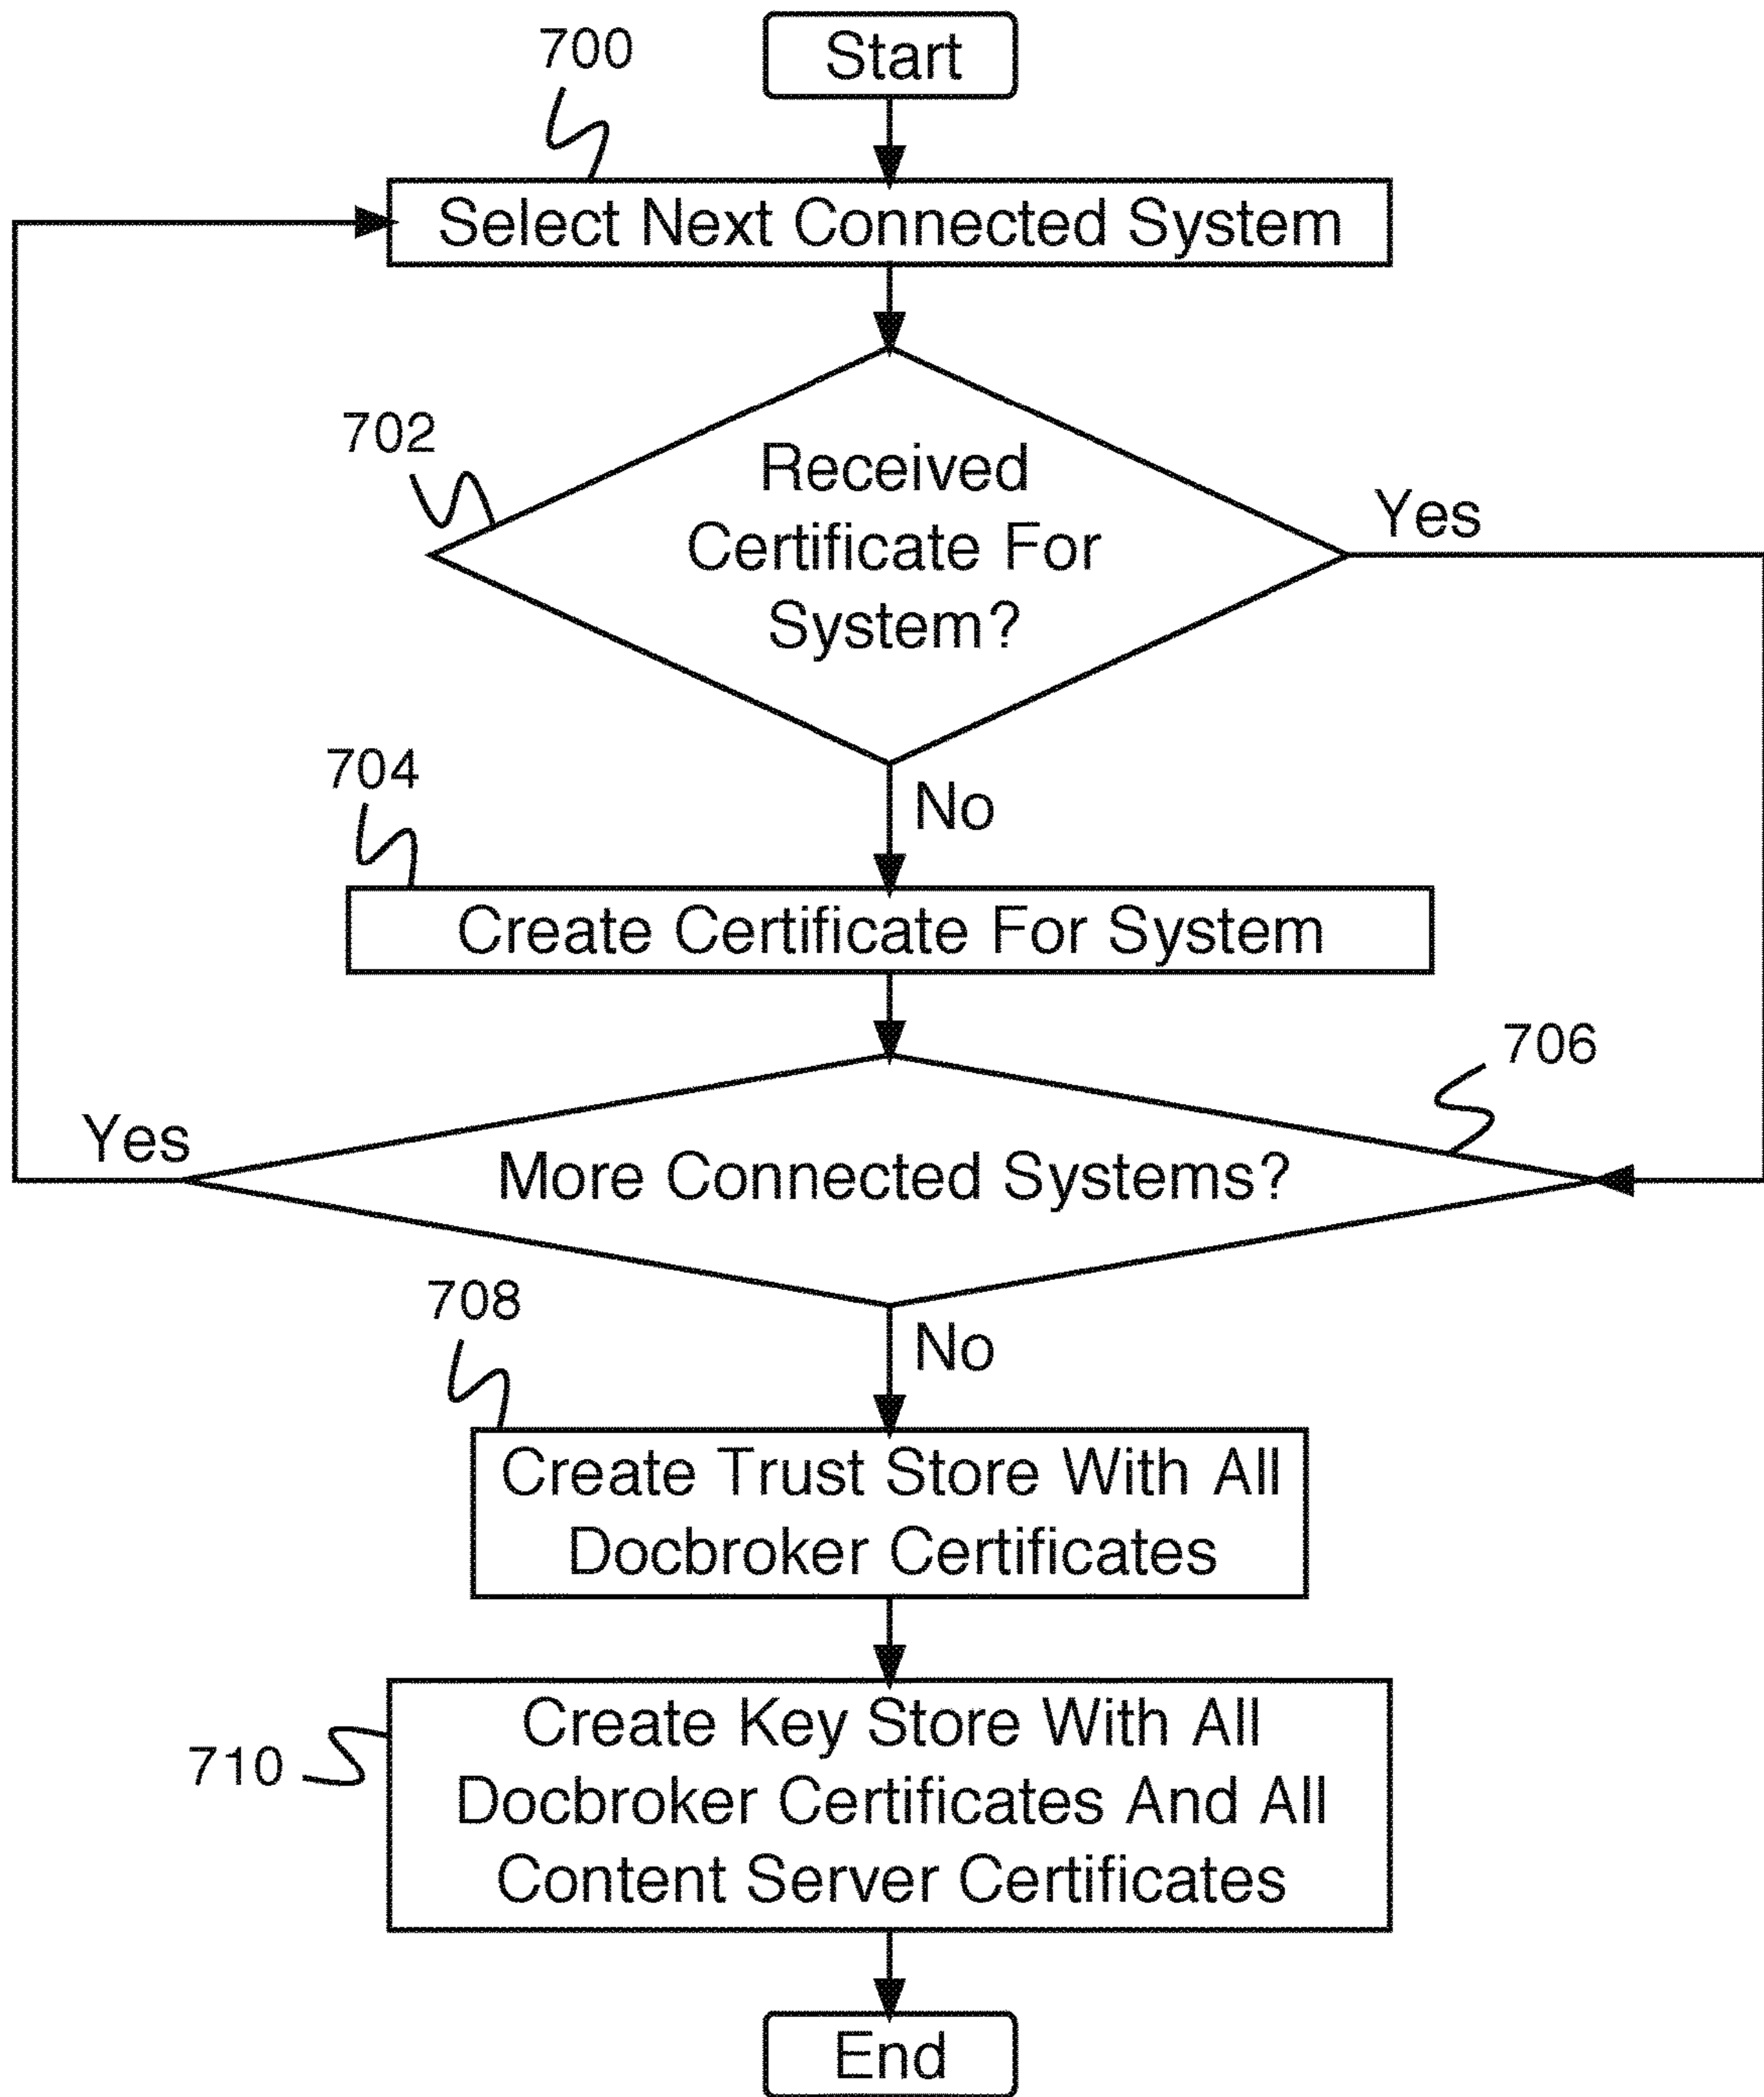 700
Start
Select Next Connected System
702
Received
Certificate For
System?
Yes
704
No
Create Certificate For System
706
Yes
More Connected Systems?
708
No
Create Trust Store With All
Docbroker Certificates
710
Create Key Store With All
Docbroker Certificates And All
Content Server Certificates
End